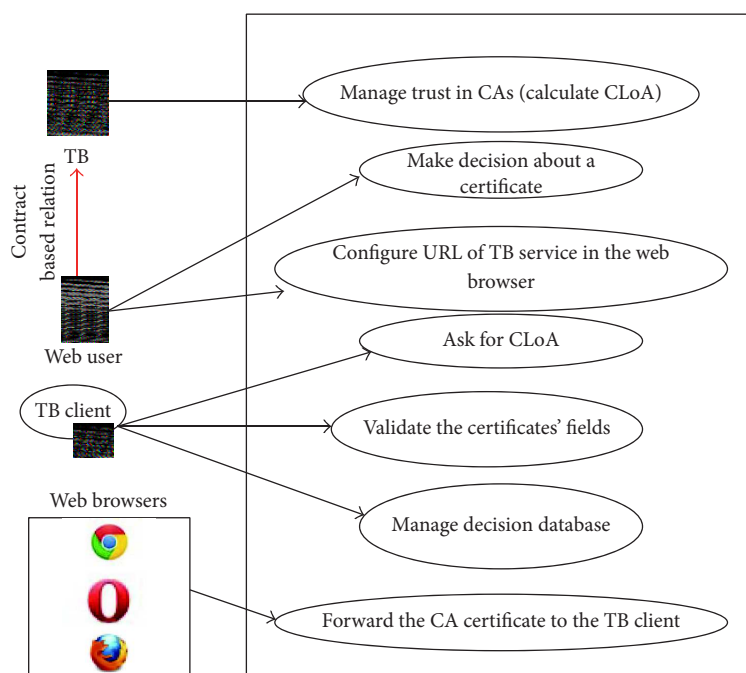 Manage trust in CAs (calculate CLoA)
TB
Make decision about a
certificate
Contract
based relation
Configure URL of TB service in the web
browser
Web user
Ask for CLoA
TB client
Validate the certificates' fields
Web browsers
Manage decision database
Forward the CA certificate to the TB client